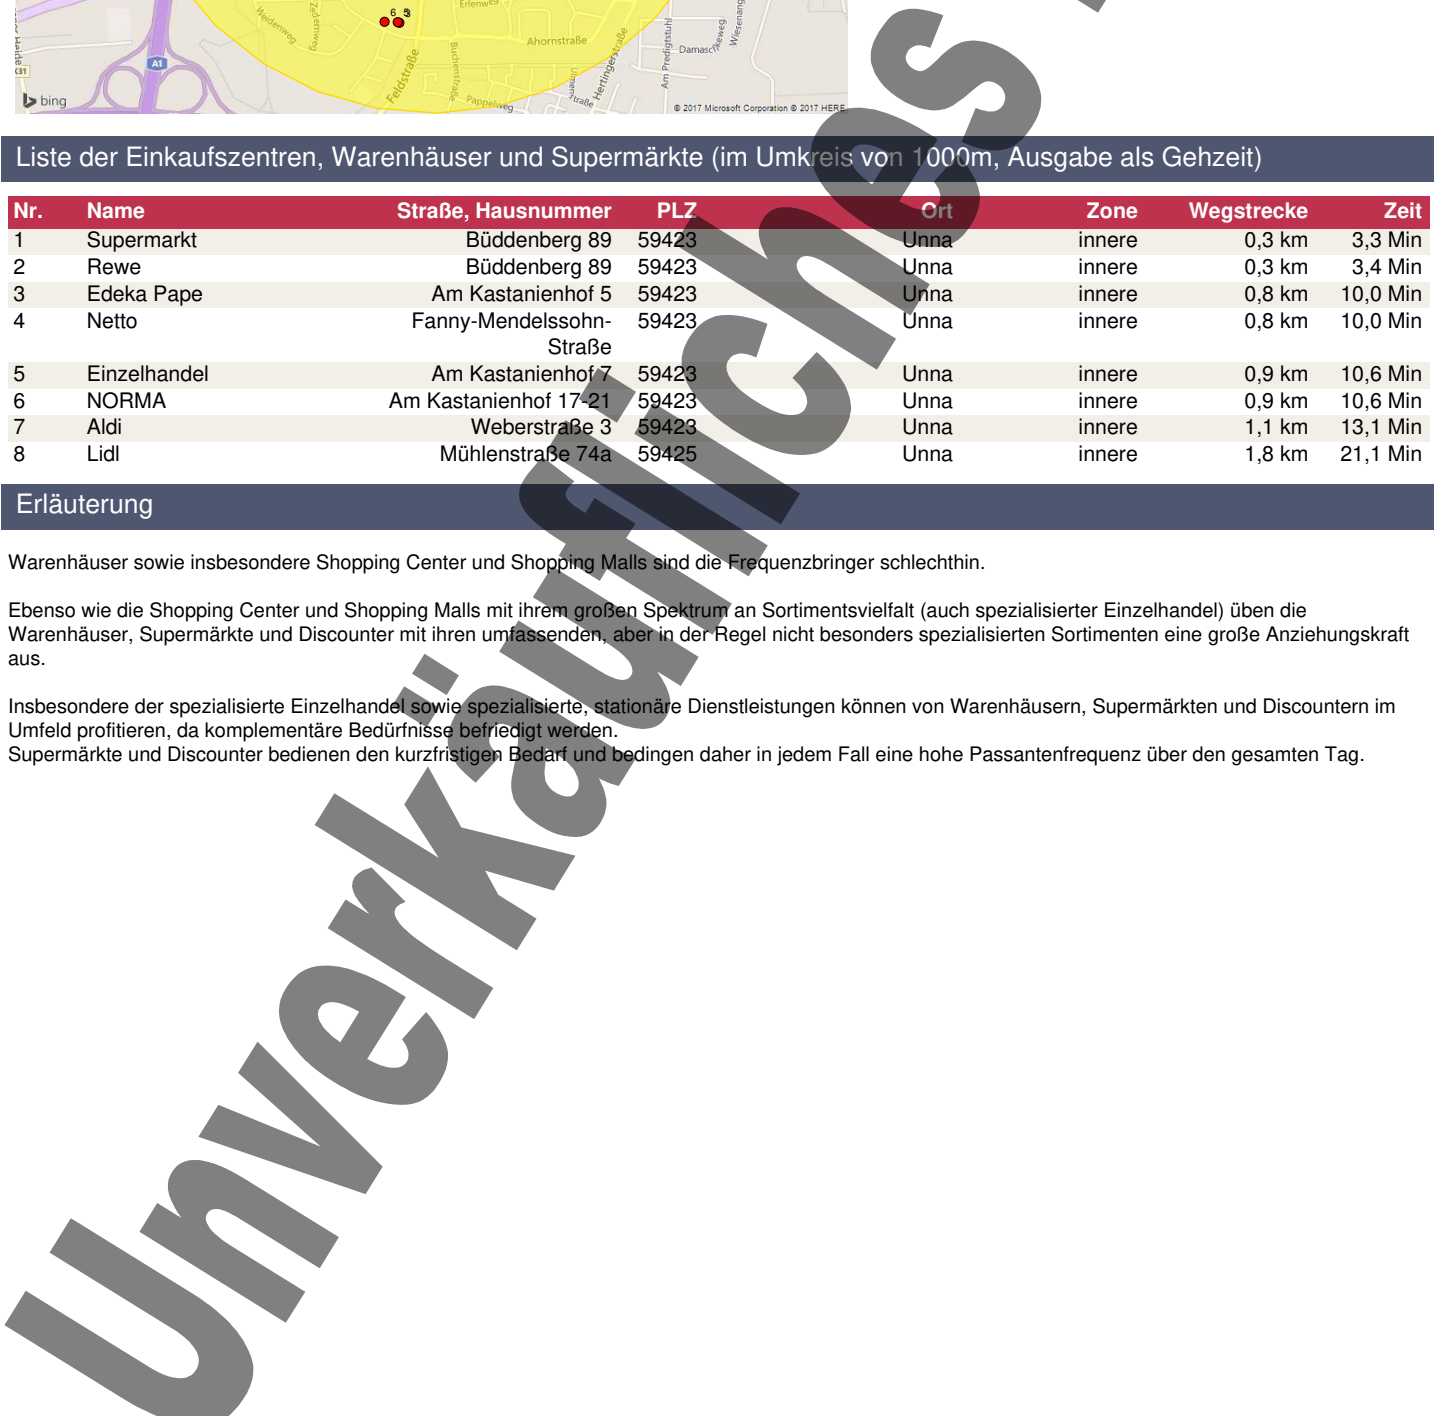 6
Erlenweg
Zedernweg
Weidenweg
Ahornstraße
Buchenstraße
Feldstraße
Ulmenstraße
Hertingerstraße
Am Predigtstuhl
Damaschkeweg
A1
Pappelweg
bing
© 2017 Microsoft Corporation © 2017 HERE
Liste der Einkaufszentren, Warenhäuser und Supermärkte (im Umkreis von 1000m, Ausgabe als Gehzeit)
Nr. Name Straße, Hausnummer PLZ Ort Zone Wegstrecke Zeit
1 Supermarkt Büddenberg 89 59423 Unna innere 0,3 km 3,3 Min
2 Rewe Büddenberg 89 59423 Unna innere 0,3 km 3,4 Min
3 Edeka Pape Am Kastanienhof 5 59423 Unna innere 0,8 km 10,0 Min
4 Netto Fanny-Mendelssohn- 59423 Unna innere 0,8 km 10,0 Min
Straße
5 Einzelhandel Am Kastanienhof 7 59423 Unna innere 0,9 km 10,6 Min
6 NORMA Am Kastanienhof 17-21 59423 Unna innere 0,9 km 10,6 Min
7 Aldi Weberstraße 3 59423 Unna innere 1,1 km 13,1 Min
8 Lidl Mühlenstraße 74a 59425 Unna innere 1,8 km 21,1 Min
Erläuterung
Warenhäuser sowie insbesondere Shopping Center und Shopping Malls sind die Frequenzbringer schlechthin.
Ebenso wie die Shopping Center und Shopping Malls mit ihrem großen Spektrum an Sortimentsvielfalt (auch spezialisierter Einzelhandel) üben die
Warenhäuser, Supermärkte und Discounter mit ihren umfassenden, aber in der Regel nicht besonders spezialisierten Sortimenten eine große Anziehungskraft
aus.
Insbesondere der spezialisierte Einzelhandel sowie spezialisierte, stationäre Dienstleistungen können von Warenhäusern, Supermärkten und Discountern im
Umfeld profitieren, da komplementäre Bedürfnisse befriedigt werden.
Supermärkte und Discounter bedienen den kurzfristigen Bedarf und bedingen daher in jedem Fall eine hohe Passantenfrequenz über den gesamten Tag.
Unverkäufliches